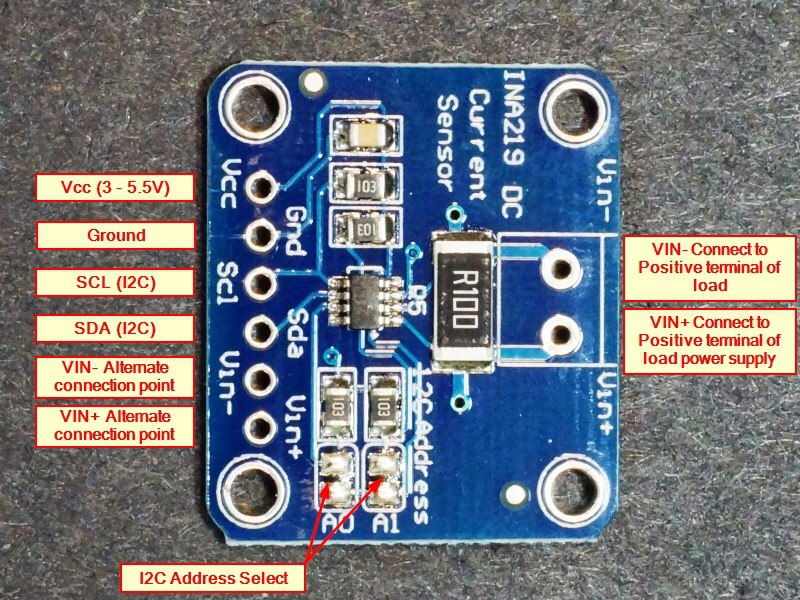 Vcc (3 - 5.5V)
Ground
SCL (I2C)
SDA (I2C)
VIN- Alternate
connection point
VIN+ Alternate
connection point
VIN- Connect to
Positive terminal of
load
VIN+ Connect to
Positive terminal of
load power supply
I2C Address Select
INA219 DC
Current
Sensor
Vcc
Gnd
Scl
Sda
Vin-
Vin+
Vin-
Vin+
103
103
R5
R100
103
103
I2C Address
A0
A1